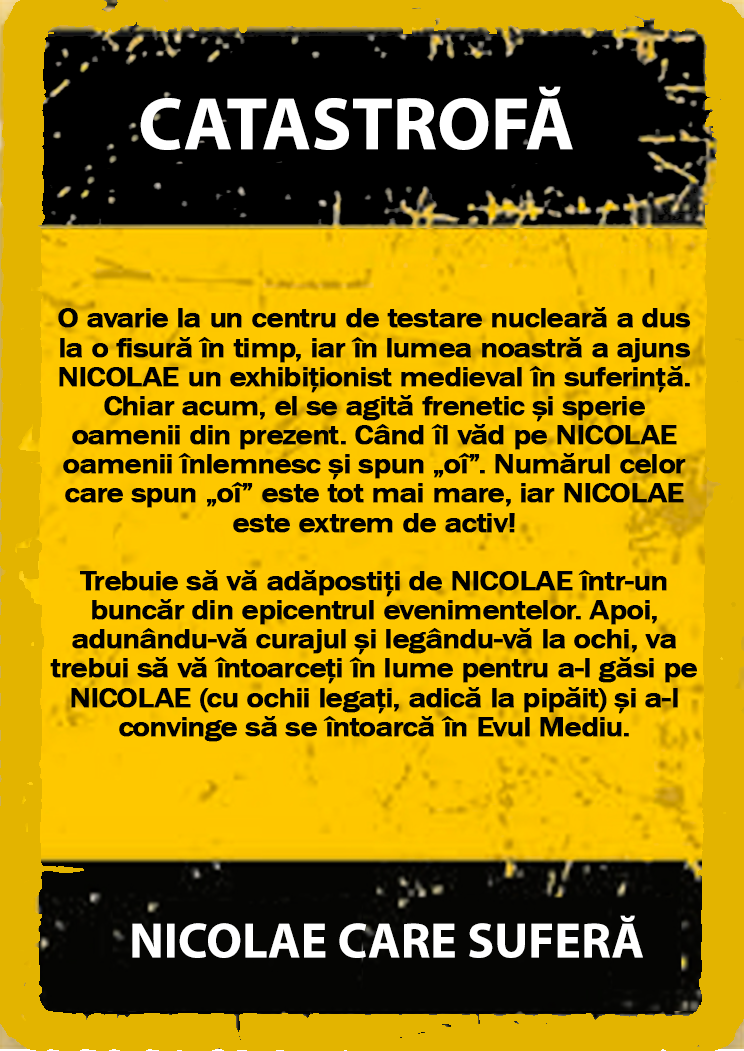 CATASTROFĂ
O avarie la un centru de testare nucleară a dus
la o fisură în timp, iar în lumea noastră a ajuns
NICOLAE un exhibiționist medieval în suferință.
Chiar acum, el se agită frenetic și sperie
oamenii din prezent. Când îl văd pe NICOLAE
oamenii înlemnesc și spun „oî”. Numărul celor
care spun „oî” este tot mai mare, iar NICOLAE
este extrem de activ!
Trebuie să vă adăpostiți de NICOLAE într-un
buncăr din epicentrul evenimentelor. Apoi,
adunându-vă curajul și legându-vă la ochi, va
trebui să vă întoarceți în lume pentru a-l găsi pe
NICOLAE (cu ochii legați, adică la pipăit) și a-l
convinge să se întoarcă în Evul Mediu.
NICOLAE CARE SUFERĂ